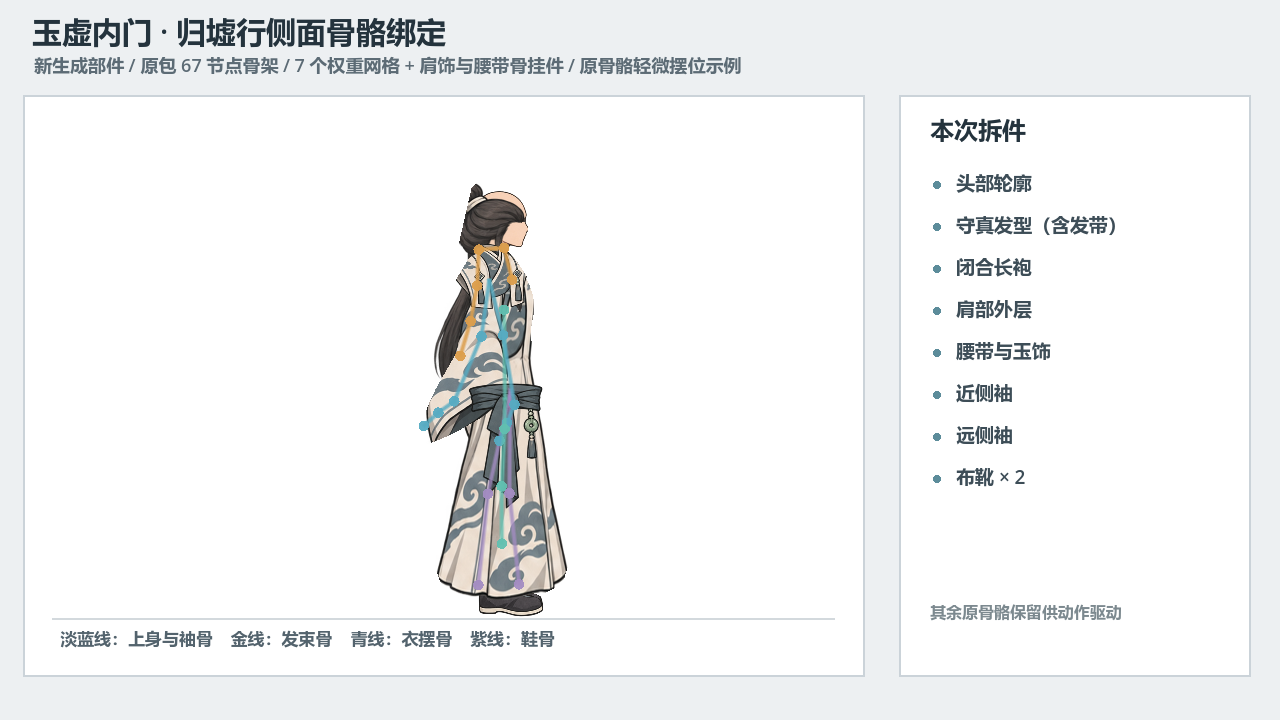 玉虚内门 · 归墟行侧面骨骼绑定
新生成部件 / 原包 67 节点骨架 / 7 个权重网格 + 肩饰与腰带骨挂件 / 原骨骼轻微摆位示例
本次拆件
头部轮廓
守真发型（含发带）
闭合长袍
肩部外层
腰带与玉饰
近侧袖
远侧袖
布靴 × 2
其余原骨骼保留供动作驱动
淡蓝线：上身与袖骨 金线：发束骨 青线：衣摆骨 紫线：鞋骨